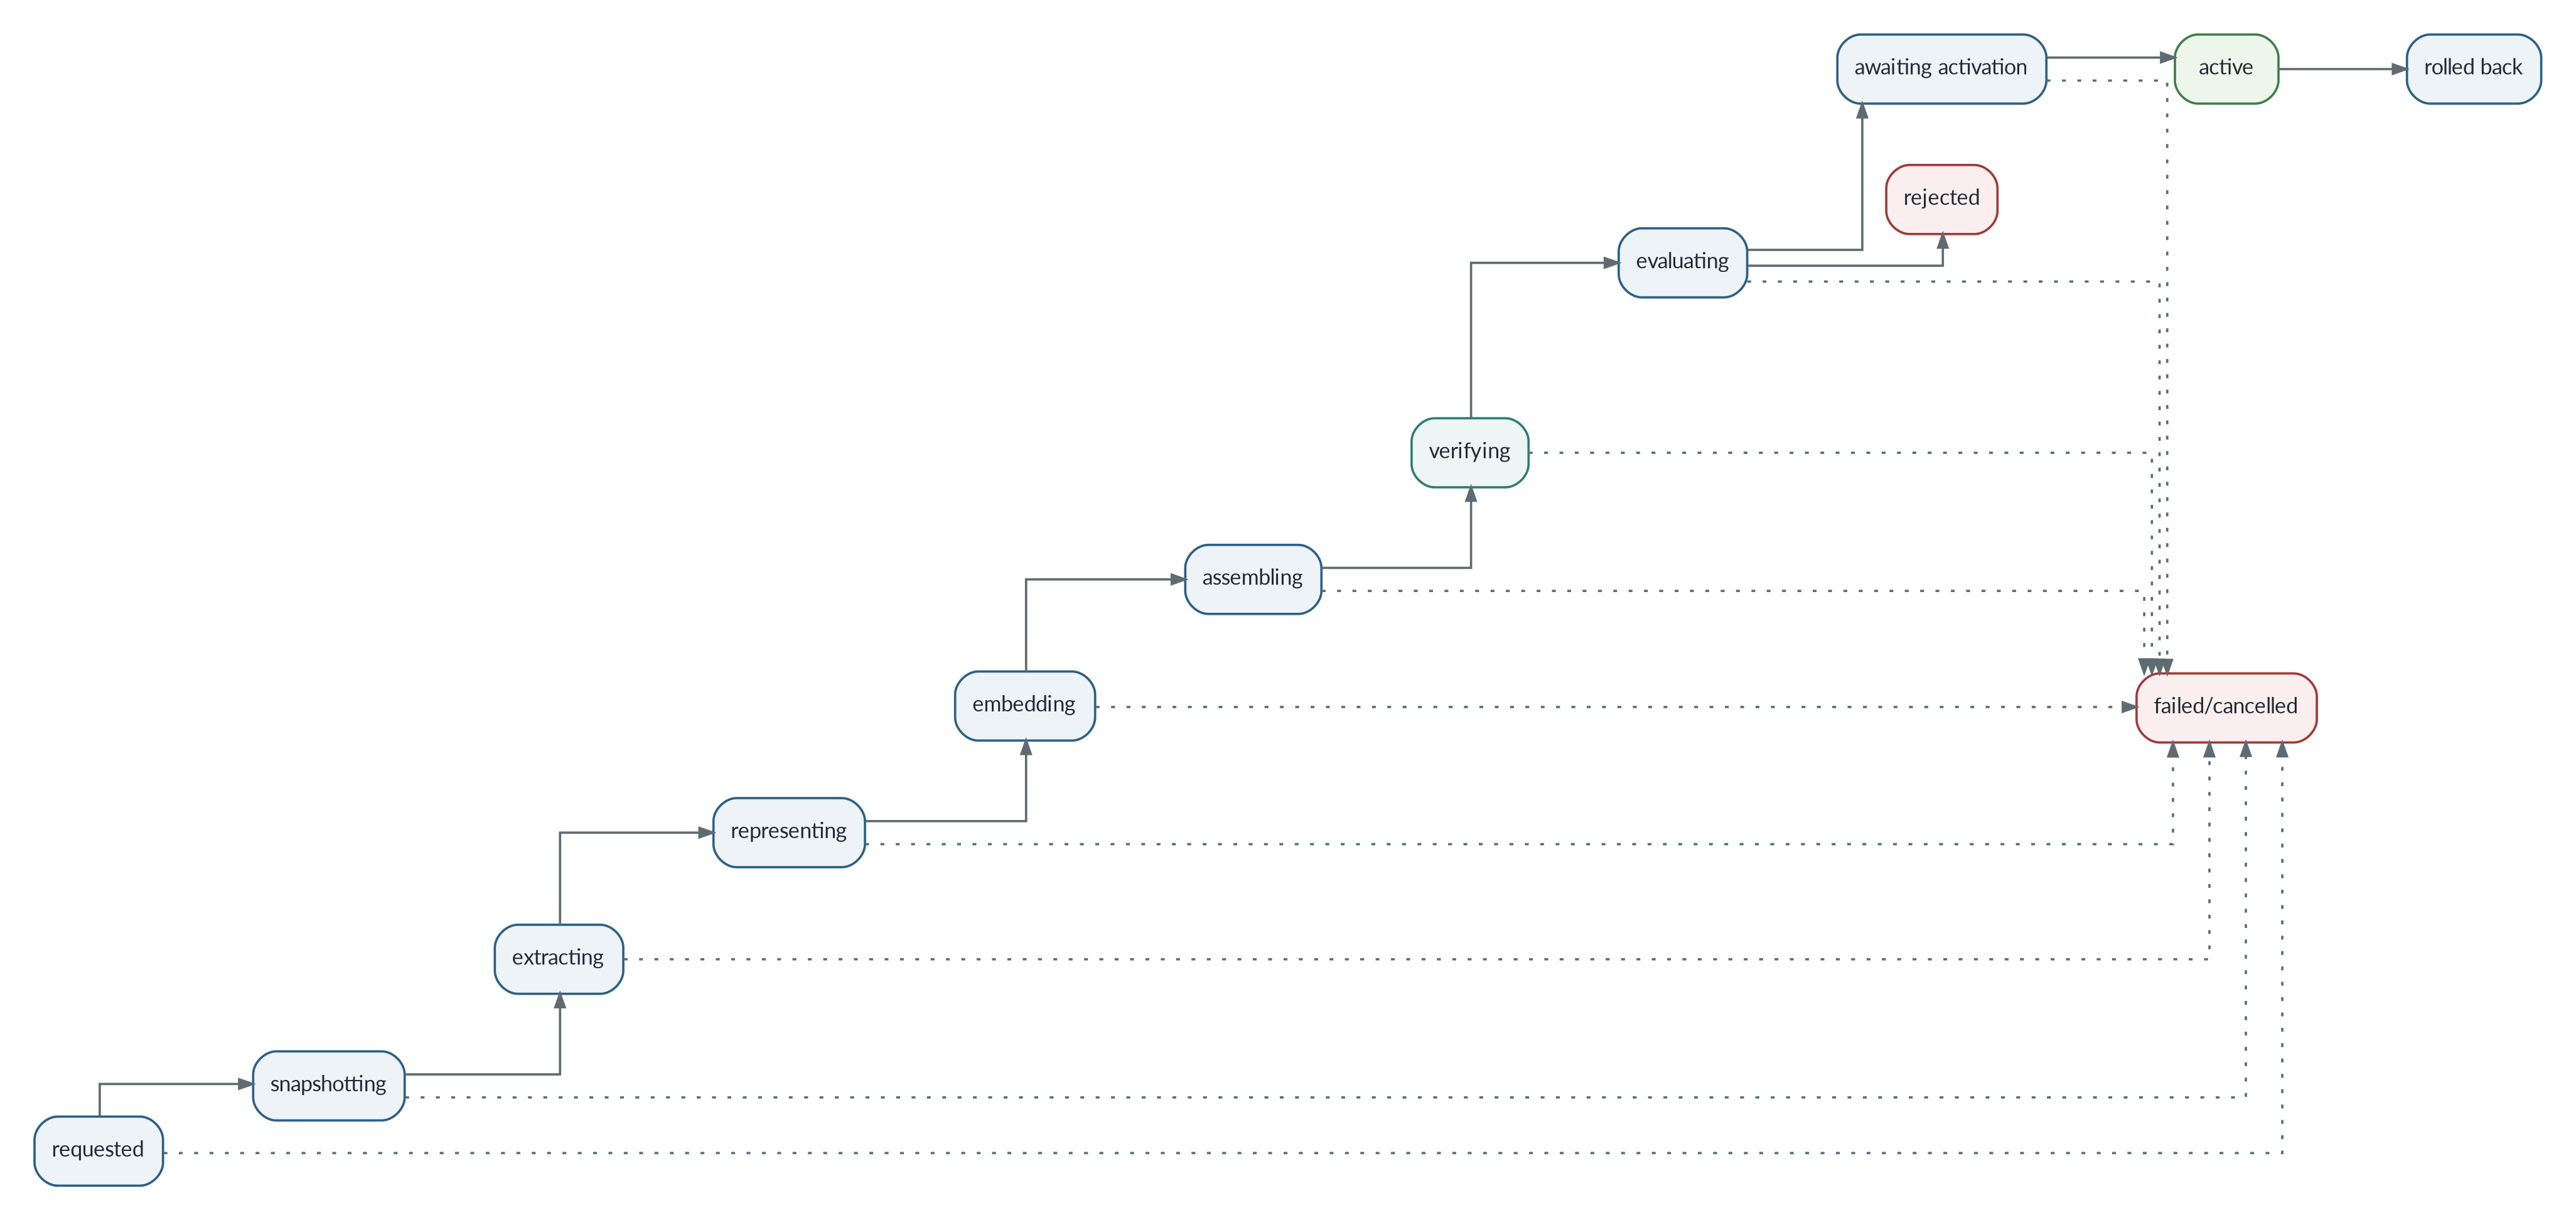 awaiting activation
active
rolled back
rejected
evaluating
verifying
assembling
embedding
failed/cancelled
representing
extracting
snapshotting
requested